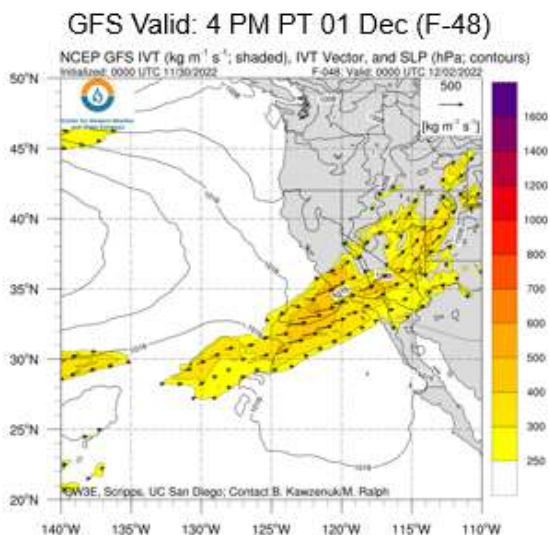 GFS Valid: 4 PM PT 01 Dec (F-48)
NCEP GFS IVT (kg m⁻¹ s⁻¹; shaded), IVT Vector, and SLP (hPa; contours)
Initialized: 0000 UTC 11/30/2022 F-048: Valid: 0000 UTC 12/02/2022
50°N
45°N
40°N
35°N
30°N
25°N
20°N
500
[kg m⁻¹ s⁻¹]
1600
1400
1200
1000
800
700
600
500
400
300
250
CW3E, Scripps, UC San Diego; Contact B. Kawzenuk/M. Ralph
140°W 135°W 130°W 125°W 120°W 115°W 110°W